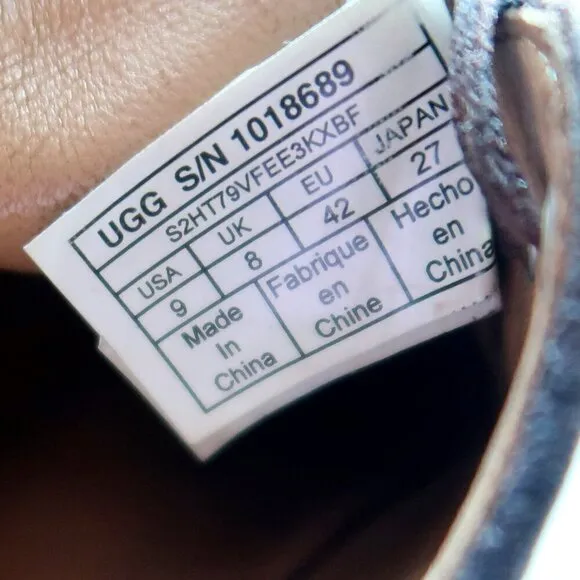 UGG S/N 1018689
S2HT79VFEE3KXBF
USA UK EU JAPAN
9 8 42 27
Made In China
Fabrique en Chine
Hecho en China